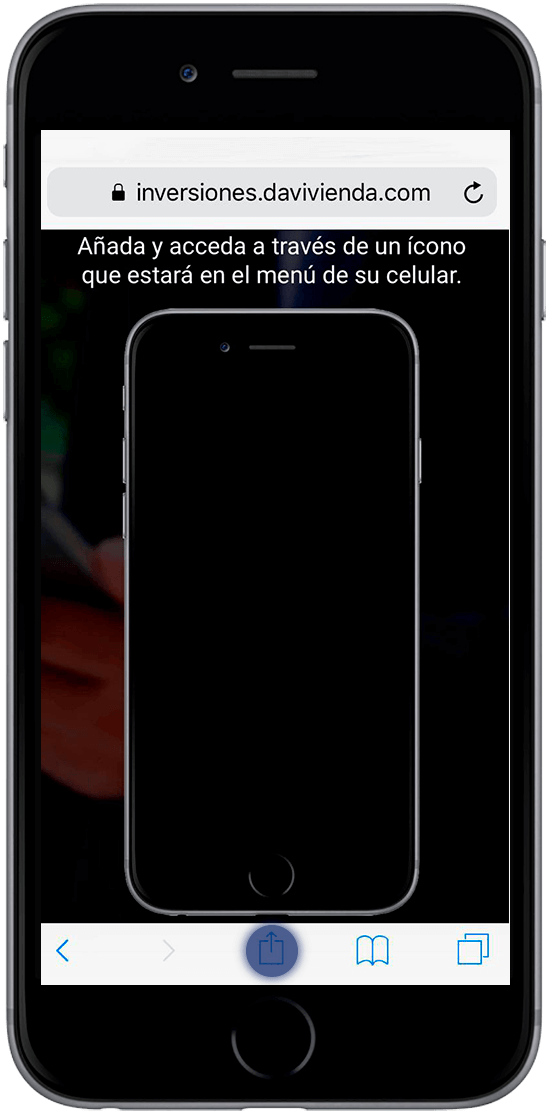 inversiones.davivienda.com
Añada y acceda a través de un ícono
que estará en el menú de su celular.